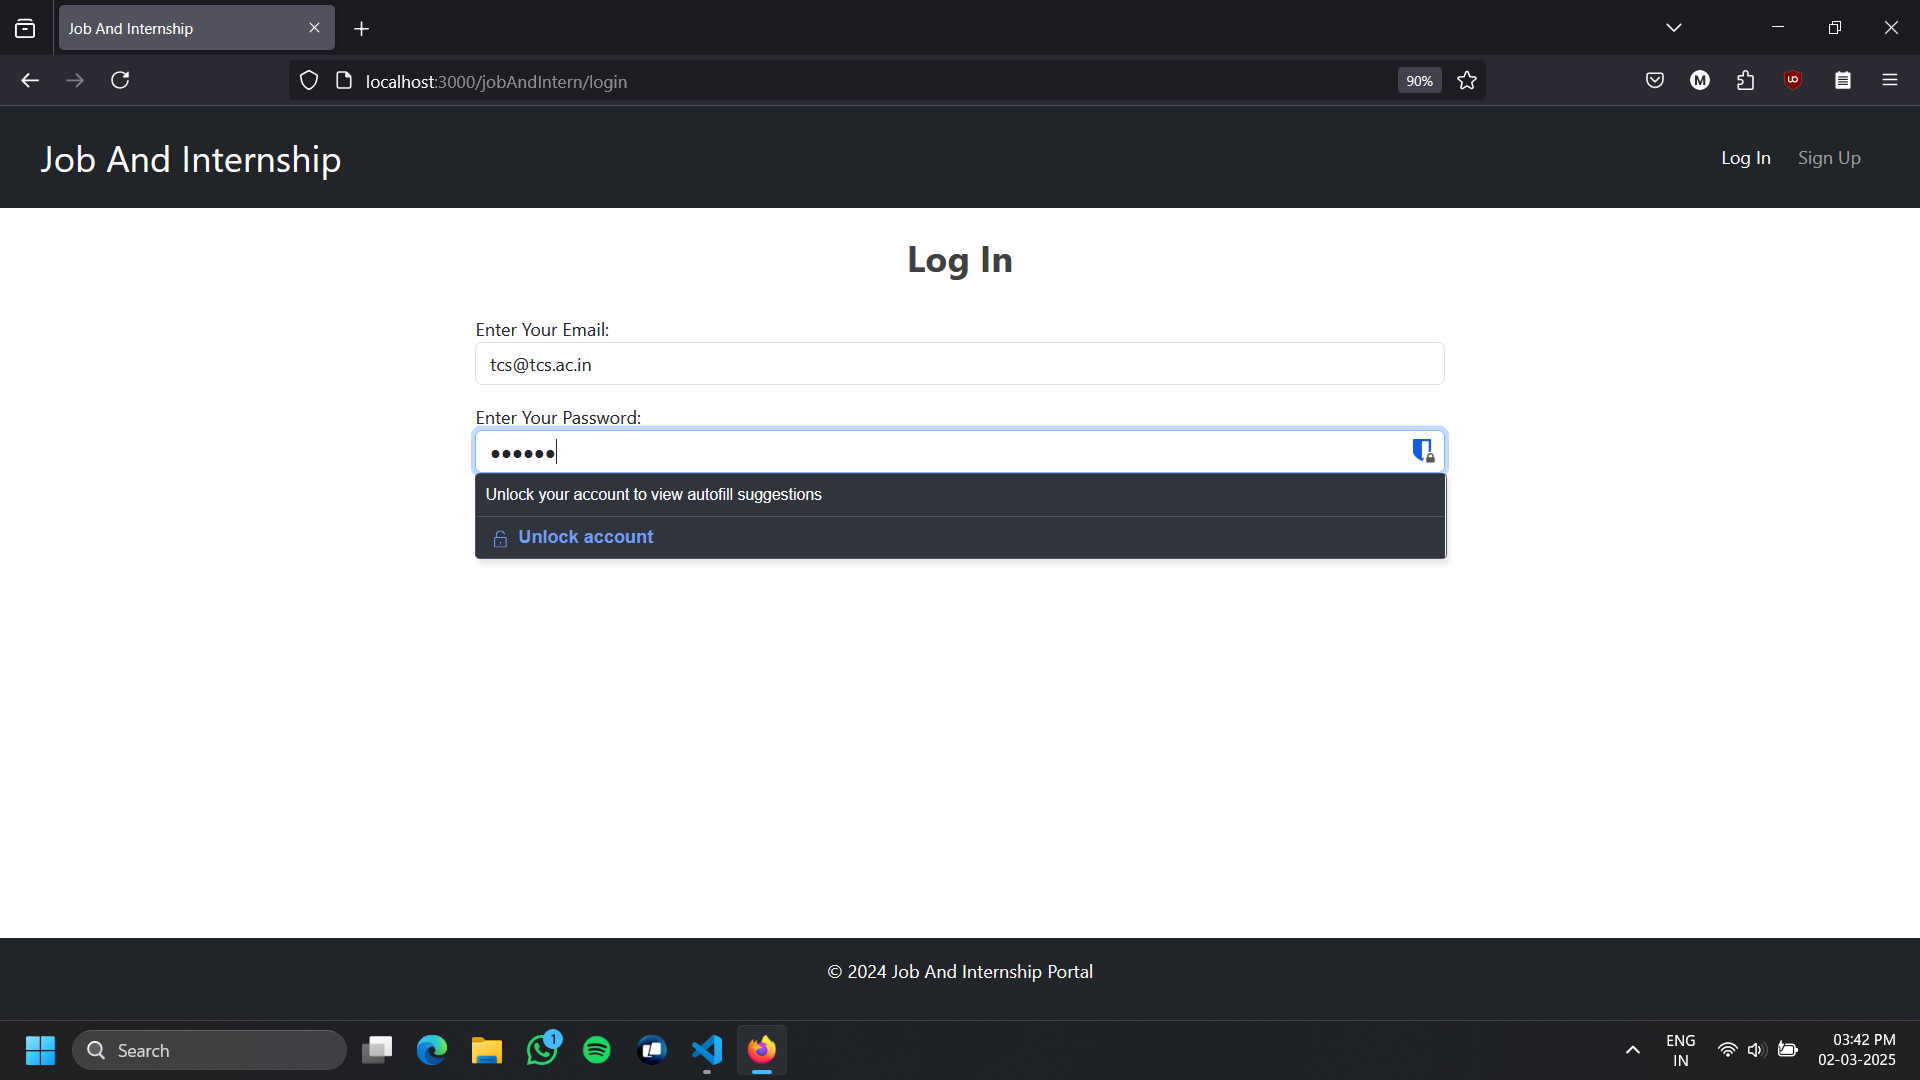 Job And Internship
localhost:3000/jobAndIntern/login
90%
M
Job And Internship
Log In
Sign Up
Log In
Enter Your Email:
tcs@tcs.ac.in
Enter Your Password:
••••••
Unlock your account to view autofill suggestions
Unlock account
© 2024 Job And Internship Portal
Search
1
ENG
IN
03:42 PM
02-03-2025